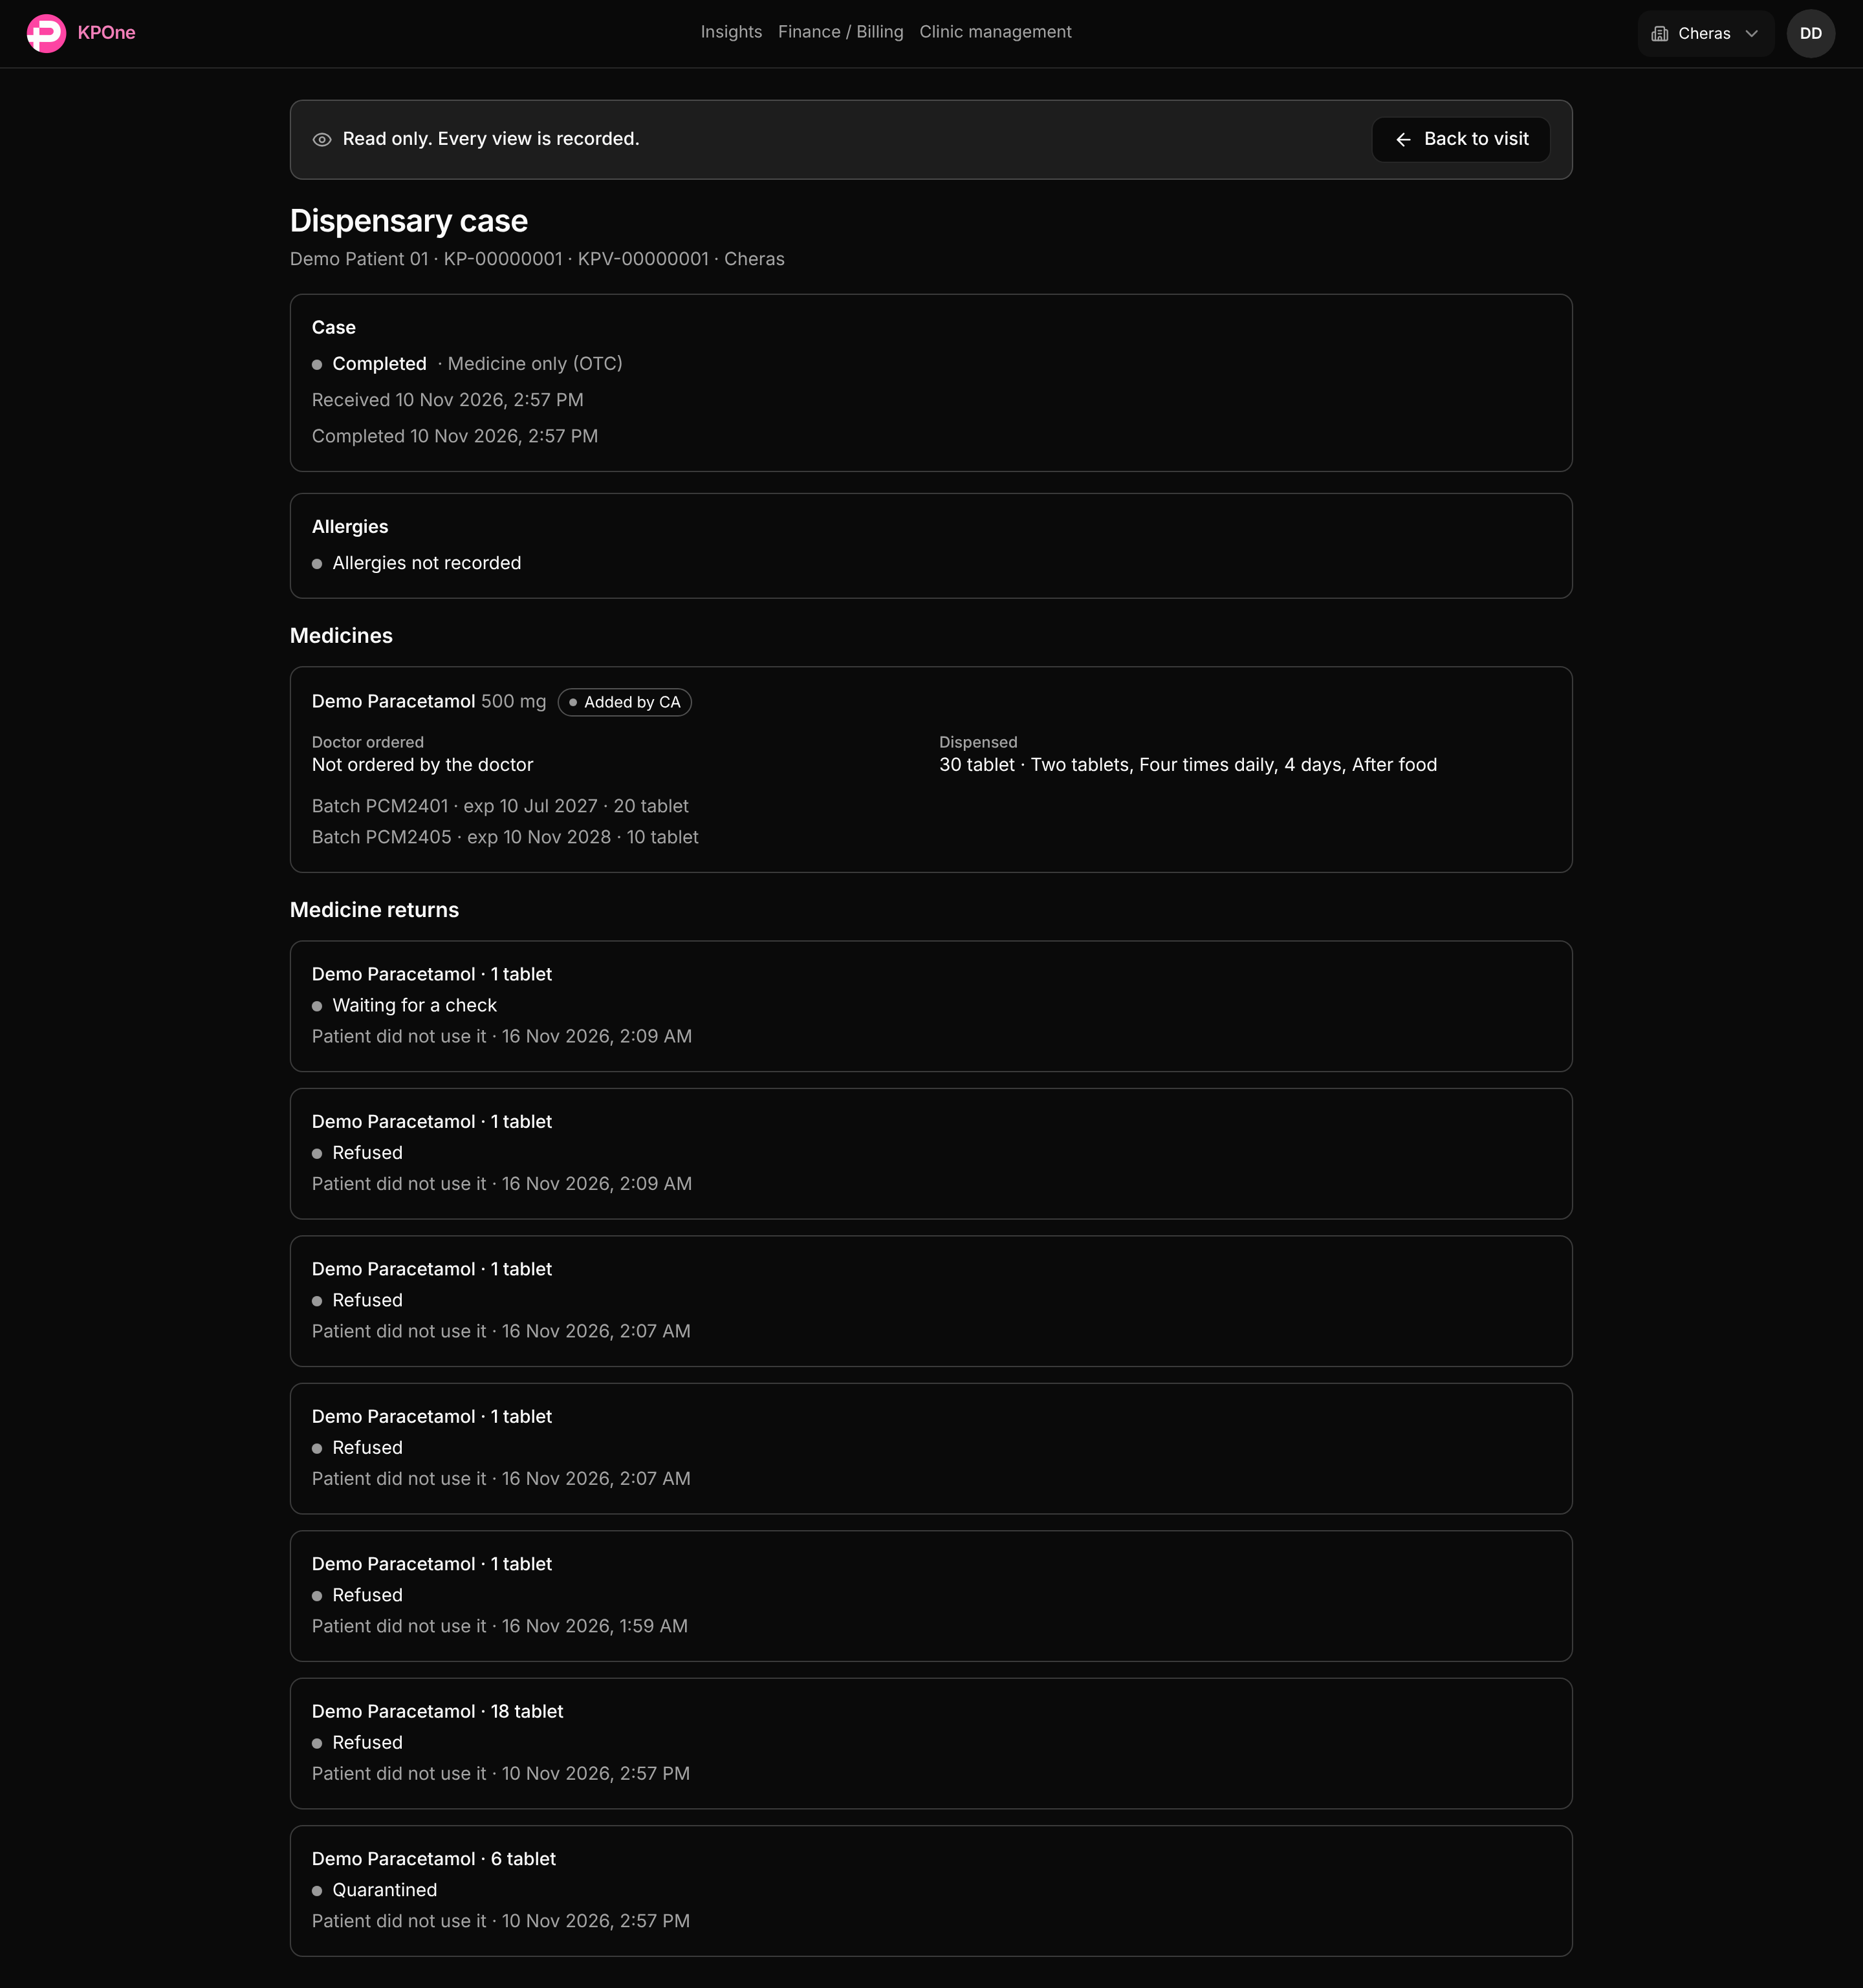 KPOne
Insights
Finance / Billing
Clinic management
Cheras
DD
Read only. Every view is recorded.
Back to visit
Dispensary case
Demo Patient 01 · KP-00000001 · KPV-00000001 · Cheras
Case
Completed · Medicine only (OTC)
Received 10 Nov 2026, 2:57 PM
Completed 10 Nov 2026, 2:57 PM
Allergies
Allergies not recorded
Medicines
Demo Paracetamol 500 mg
Added by CA
Doctor ordered
Not ordered by the doctor
Dispensed
30 tablet · Two tablets, Four times daily, 4 days, After food
Batch PCM2401 · exp 10 Jul 2027 · 20 tablet
Batch PCM2405 · exp 10 Nov 2028 · 10 tablet
Medicine returns
Demo Paracetamol · 1 tablet
Waiting for a check
Patient did not use it · 16 Nov 2026, 2:09 AM
Demo Paracetamol · 1 tablet
Refused
Patient did not use it · 16 Nov 2026, 2:09 AM
Demo Paracetamol · 1 tablet
Refused
Patient did not use it · 16 Nov 2026, 2:07 AM
Demo Paracetamol · 1 tablet
Refused
Patient did not use it · 16 Nov 2026, 2:07 AM
Demo Paracetamol · 1 tablet
Refused
Patient did not use it · 16 Nov 2026, 1:59 AM
Demo Paracetamol · 18 tablet
Refused
Patient did not use it · 10 Nov 2026, 2:57 PM
Demo Paracetamol · 6 tablet
Quarantined
Patient did not use it · 10 Nov 2026, 2:57 PM